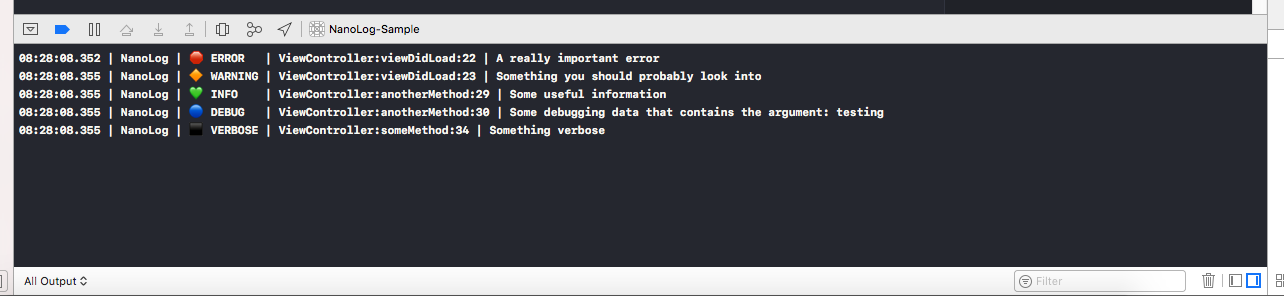 NanoLog-Sample
08:28:08.352 | NanoLog | 🔴 ERROR   | ViewController:viewDidLoad:22 | A really important error
08:28:08.355 | NanoLog | 🔶 WARNING | ViewController:viewDidLoad:23 | Something you should probably look into
08:28:08.355 | NanoLog | 💚 INFO    | ViewController:anotherMethod:29 | Some useful information
08:28:08.355 | NanoLog | 🔵 DEBUG   | ViewController:anotherMethod:30 | Some debugging data that contains the argument: testing
08:28:08.355 | NanoLog | ◼️ VERBOSE | ViewController:someMethod:34 | Something verbose
All Output
Filter